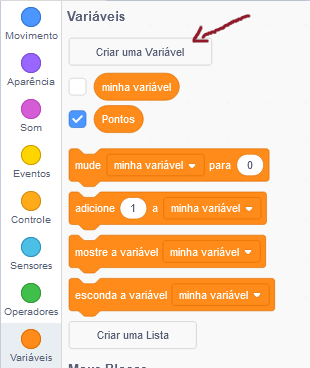 Variáveis
Criar uma Variável
minha variável
Pontos
mude minha variável para 0
adicione 1 a minha variável
mostre a variável minha variável
esconda a variável minha variável
Criar uma Lista
Movimento
Aparência
Som
Eventos
Controle
Sensores
Operadores
Variáveis